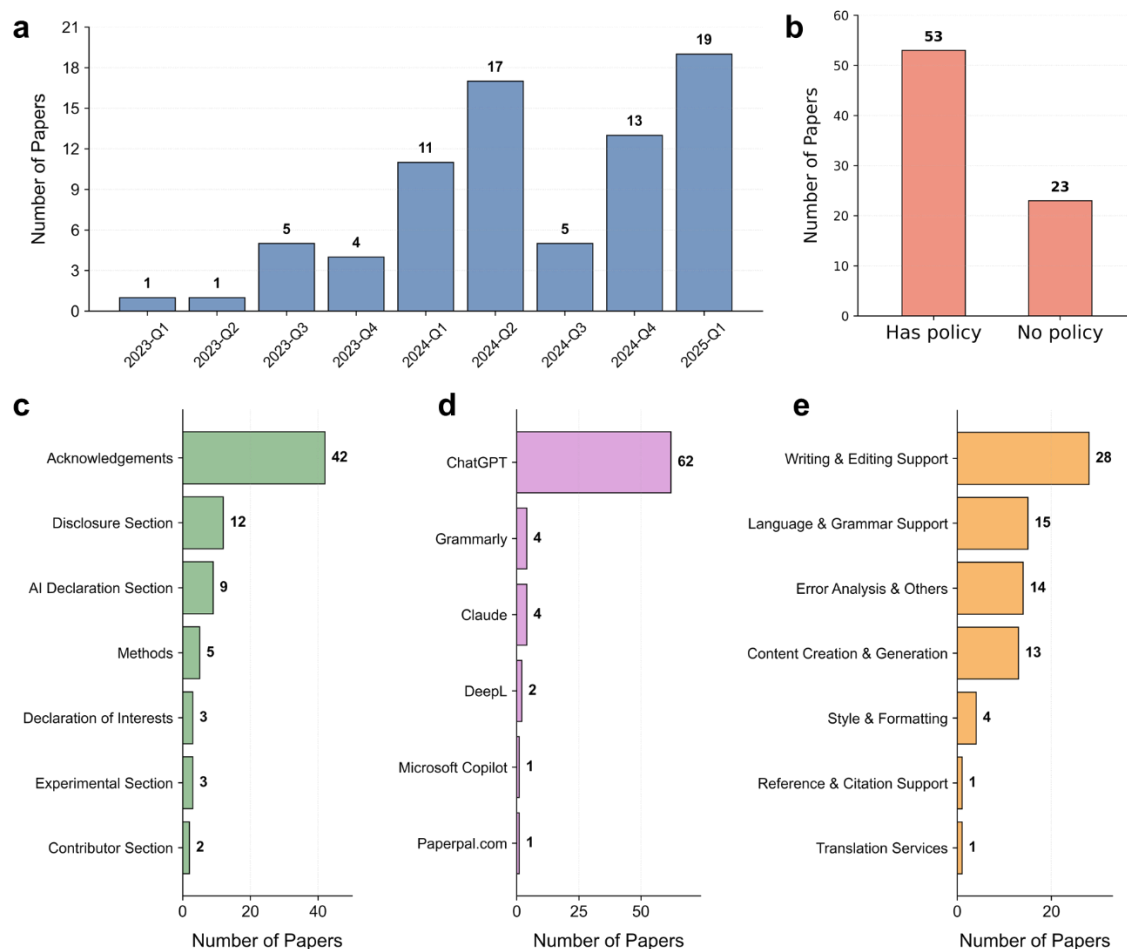 a
Number of Papers
21
18
15
12
9
6
3
0
1
1
5
4
11
17
5
13
19
2023-Q1
2023-Q2
2023-Q3
2023-Q4
2024-Q1
2024-Q2
2024-Q3
2024-Q4
2025-Q1
b
Number of Papers
60
50
40
30
20
10
0
53
23
Has policy
No policy
c
Acknowledgements
42
Disclosure Section
12
AI Declaration Section
9
Methods
5
Declaration of Interests
3
Experimental Section
3
Contributor Section
2
0
20
40
Number of Papers
d
ChatGPT
62
Grammarly
4
Claude
4
DeepL
2
Microsoft Copilot
1
Paperpal.com
1
0
50
Number of Papers
e
Writing & Editing Support
28
Language & Grammar Support
15
Error Analysis & Others
14
Content Creation & Generation
13
Style & Formatting
4
Reference & Citation Support
1
Translation Services
1
0
20
Number of Papers